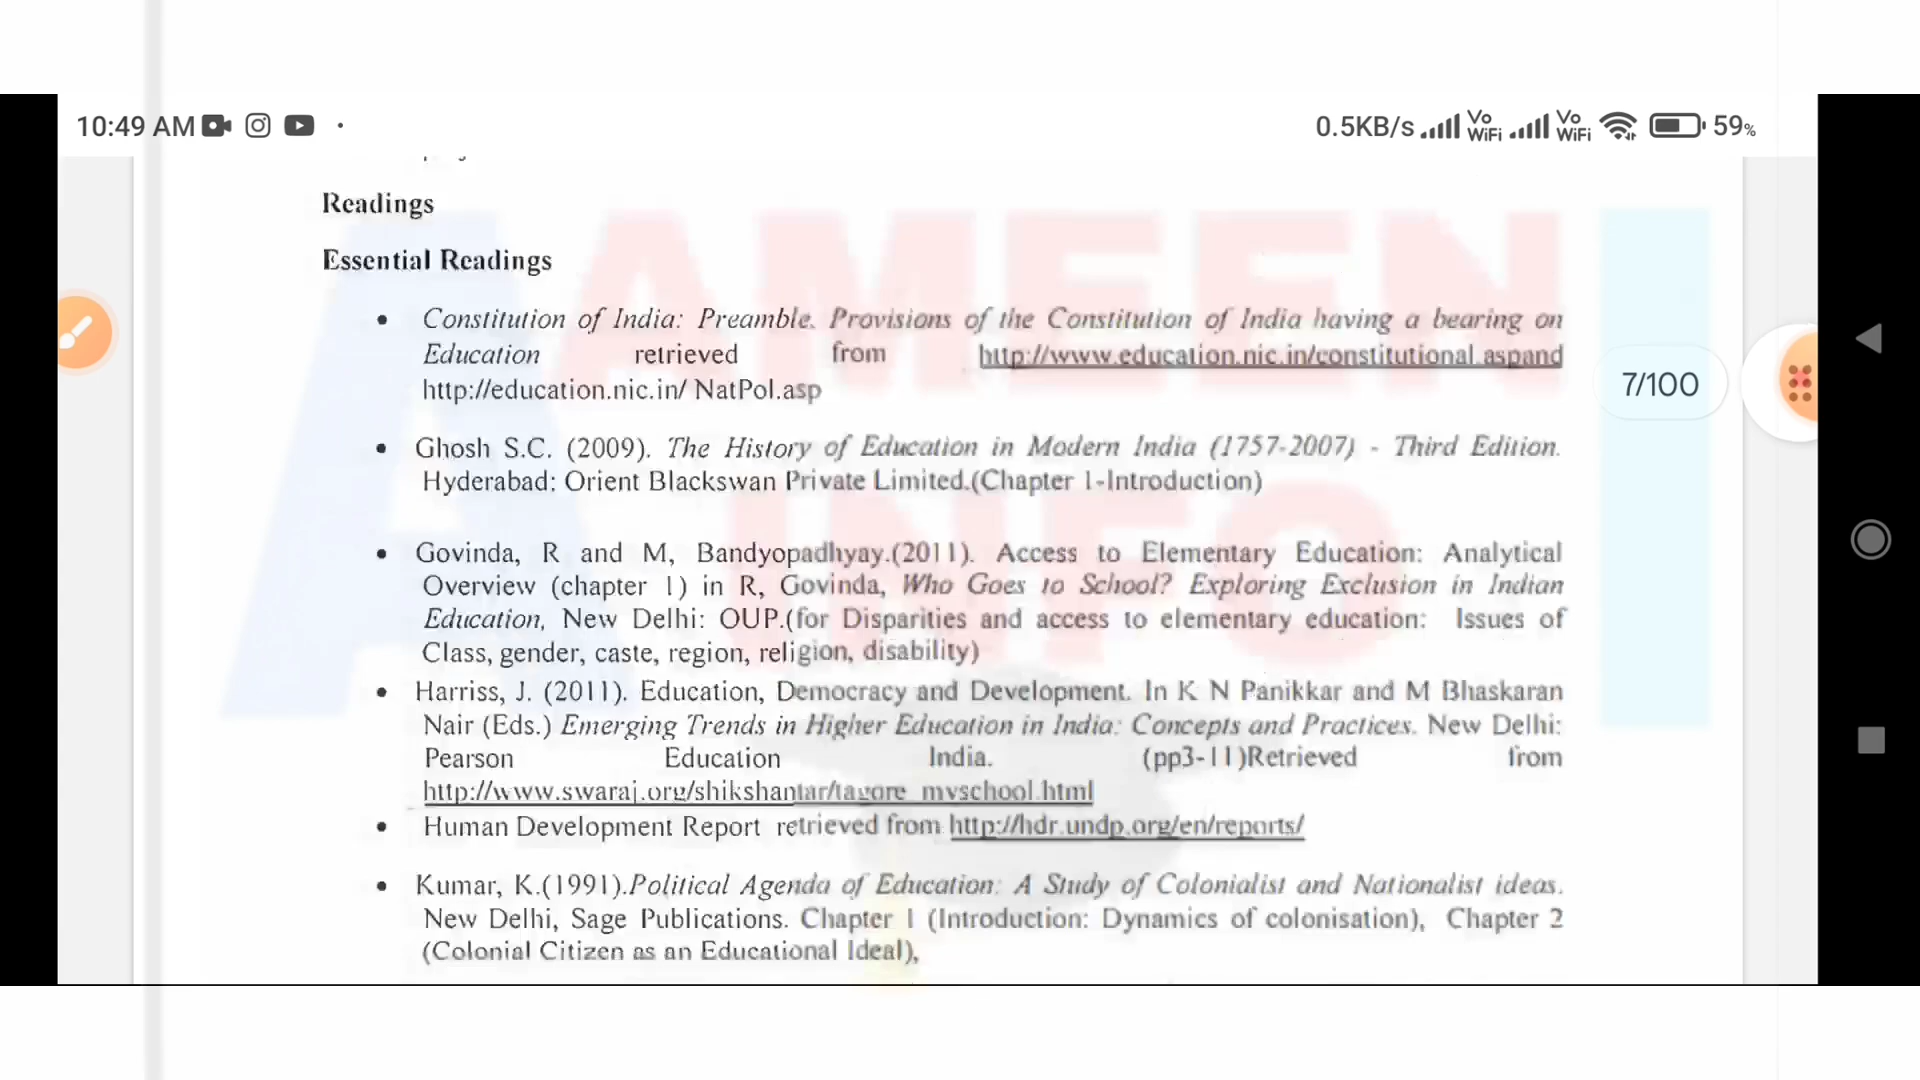 10:49 AM
0.5KB/s Vo WiFi Vo WiFi 59%
Readings
Essential Readings
• Constitution of India: Preamble. Provisions of the Constitution of India having a bearing on
Education retrieved from http://www.education.nic.in/constitutional.aspand
http://education.nic.in/ NatPol.asp
7/100
• Ghosh S.C. (2009). The History of Education in Modern India (1757-2007) - Third Edition.
Hyderabad: Orient Blackswan Private Limited.(Chapter 1-Introduction)
• Govinda, R and M, Bandyopadhyay.(2011). Access to Elementary Education: Analytical
Overview (chapter 1) in R, Govinda, Who Goes to School? Exploring Exclusion in Indian
Education, New Delhi: OUP.(for Disparities and access to elementary education: Issues of
Class, gender, caste, region, religion, disability)
• Harriss, J. (2011). Education, Democracy and Development. In K N Panikkar and M Bhaskaran
Nair (Eds.) Emerging Trends in Higher Education in India: Concepts and Practices. New Delhi:
Pearson Education India. (pp3-11)Retrieved from
http://www.swaraj.org/shikshantar/tagore_myschool.html
• Human Development Report retrieved from http://hdr.undp.org/en/reports/
• Kumar, K.(1991).Political Agenda of Education: A Study of Colonialist and Nationalist ideas.
New Delhi, Sage Publications. Chapter 1 (Introduction: Dynamics of colonisation), Chapter 2
(Colonial Citizen as an Educational Ideal),
AMEEN
INFO